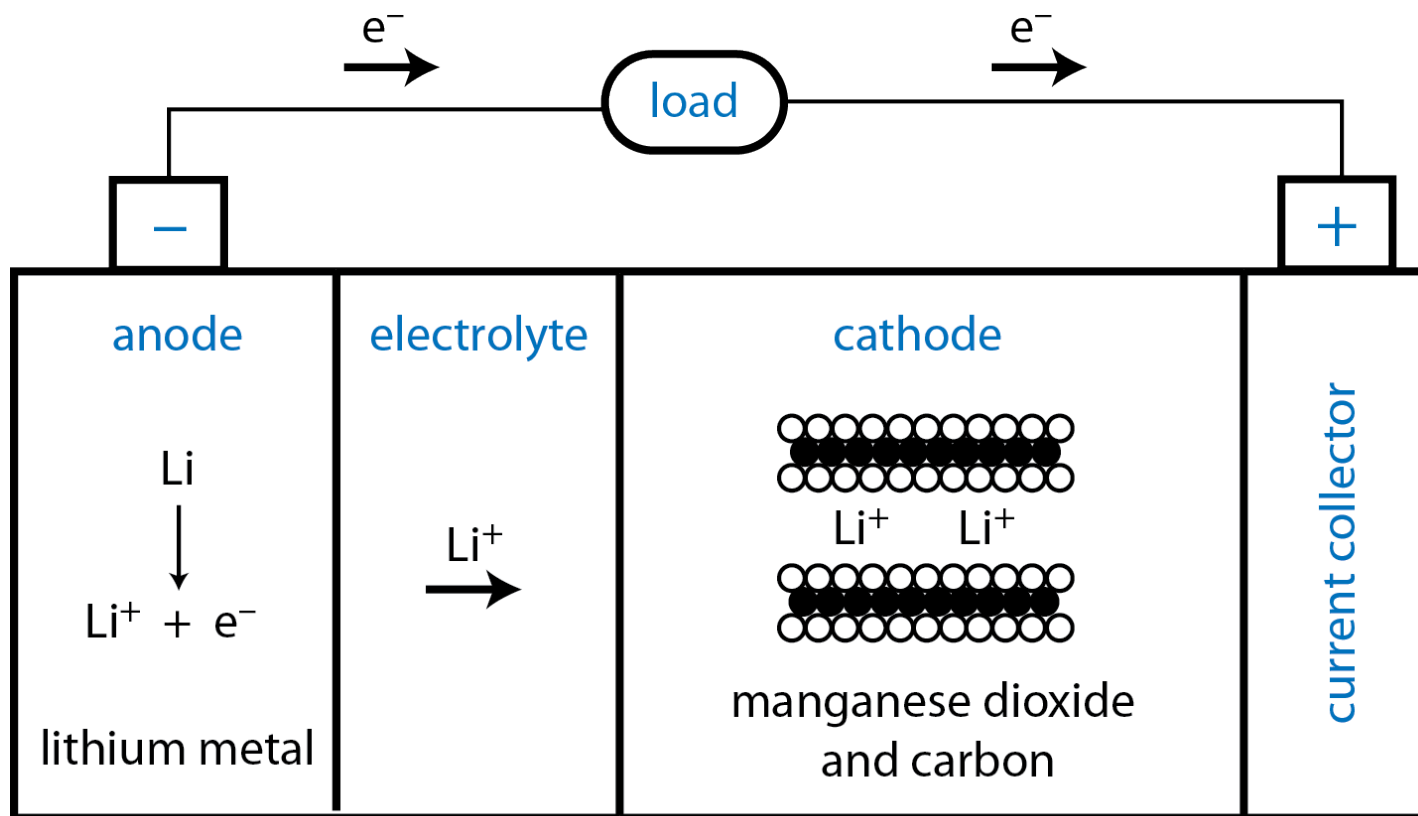 e⁻ e⁻
load
− +
anode electrolyte cathode
current collector
Li
Li⁺ Li⁺ Li⁺
Li⁺ + e⁻
manganese dioxide
and carbon
lithium metal